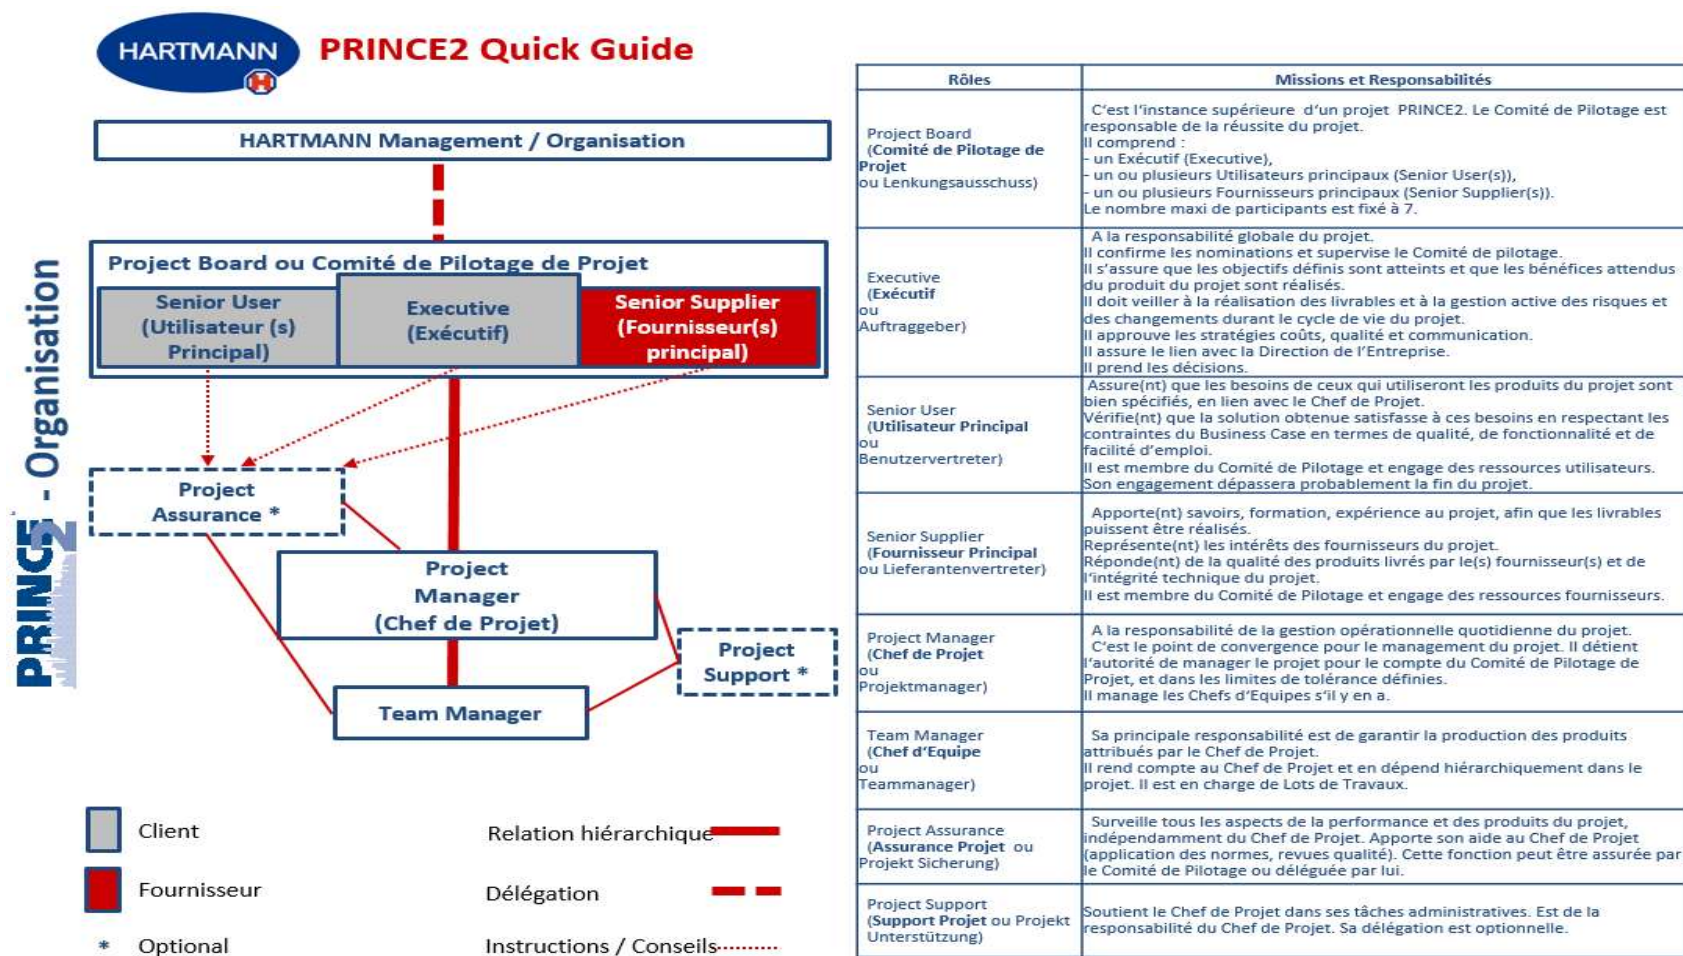 HARTMANN
PRINCE2 Quick Guide
HARTMANN Management / Organisation
Project Board ou Comité de Pilotage de Projet
Senior User
(Utilisateur (s)
Principal)
Executive
(Exécutif)
Senior Supplier
(Fournisseur(s)
principal)
Project
Assurance *
Project
Manager
(Chef de Projet)
Project
Support *
Team Manager
PRINCE2 - Organisation
Client
Fournisseur
* Optional
Relation hiérarchique
Délégation
Instructions / Conseils
Rôles
Missions et Responsabilités
Project Board
(Comité de Pilotage de
Projet
ou Lenkungsausschuss)
C'est l'instance supérieure d'un projet PRINCE2. Le Comité de Pilotage est
responsable de la réussite du projet.
Il comprend :
- un Exécutif (Executive),
- un ou plusieurs Utilisateurs principaux (Senior User(s)),
- un ou plusieurs Fournisseurs principaux (Senior Supplier(s)).
Le nombre maxi de participants est fixé à 7.
Executive
(Exécutif
ou
Auftraggeber)
A la responsabilité globale du projet.
Il confirme les nominations et supervise le Comité de pilotage.
Il s'assure que les objectifs définis sont atteints et que les bénéfices attendus
du produit du projet sont réalisés.
Il doit veiller à la réalisation des livrables et à la gestion active des risques et
des changements durant le cycle de vie du projet.
Il approuve les stratégies coûts, qualité et communication.
Il assure le lien avec la Direction de l'Entreprise.
Il prend les décisions.
Senior User
(Utilisateur Principal
ou
Benutzervertreter)
Assure(nt) que les besoins de ceux qui utiliseront les produits du projet sont
bien spécifiés, en lien avec le Chef de Projet.
Vérifie(nt) que la solution obtenue satisfasse à ces besoins en respectant les
contraintes du Business Case en termes de qualité, de fonctionnalité et de
facilité d'emploi.
Il est membre du Comité de Pilotage et engage des ressources utilisateurs.
Son engagement dépassera probablement la fin du projet.
Senior Supplier
(Fournisseur Principal
ou Lieferantenvertreter)
Apporte(nt) savoirs, formation, expérience au projet, afin que les livrables
puissent être réalisés.
Représente(nt) les intérêts des fournisseurs du projet.
Réponde(nt) de la qualité des produits livrés par le(s) fournisseur(s) et de
l'intégrité technique du projet.
Il est membre du Comité de Pilotage et engage des ressources fournisseurs.
Project Manager
(Chef de Projet
ou
Projektmanager)
A la responsabilité de la gestion opérationnelle quotidienne du projet.
C'est le point de convergence pour le management du projet. Il détient
l'autorité de manager le projet pour le compte du Comité de Pilotage de
Projet, et dans les limites de tolérance définies.
Il manage les Chefs d'Equipes s'il y en a.
Team Manager
(Chef d'Equipe
ou
Teammanager)
Sa principale responsabilité est de garantir la production des produits
attribués par le Chef de Projet.
Il rend compte au Chef de Projet et en dépend hiérarchiquement dans le
projet. Il est en charge de Lots de Travaux.
Project Assurance
(Assurance Projet ou
Projekt Sicherung)
Surveille tous les aspects de la performance et des produits du projet,
indépendamment du Chef de Projet. Apporte son aide au Chef de Projet
(application des normes, revues qualité). Cette fonction peut être assurée par
le Comité de Pilotage ou déléguée par lui.
Project Support
(Support Projet ou Projekt
Unterstützung)
Soutient le Chef de Projet dans ses tâches administratives. Est de la
responsabilité du Chef de Projet. Sa délégation est optionnelle.